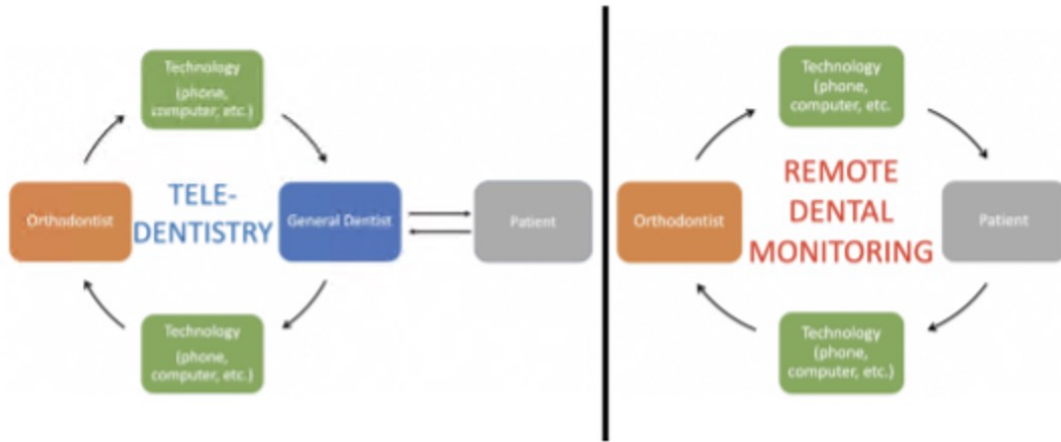 Technology
(phone,
computer, etc.)
Orthodontist
TELE-
DENTISTRY
General Dentist
Patient
Technology
(phone,
computer, etc.)
Technology
(phone,
computer, etc.
Orthodontist
REMOTE
DENTAL
MONITORING
Patient
Technology
(phone,
computer, etc.)